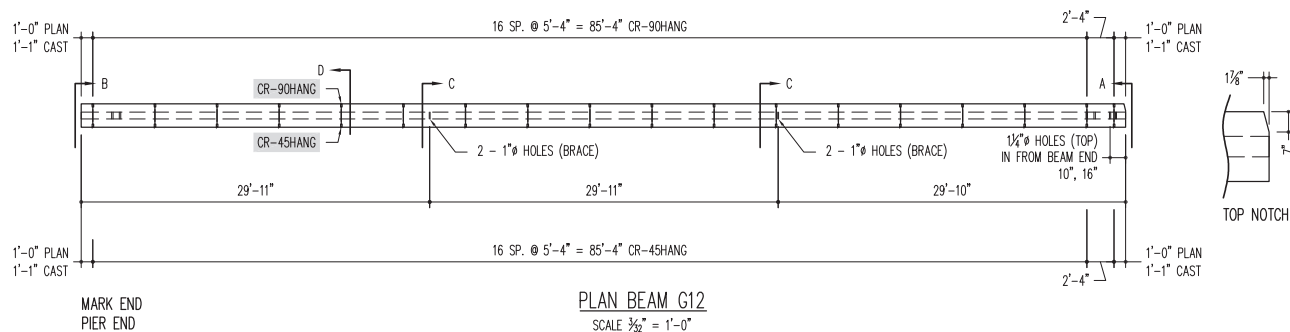 16 SP. @ 5'-4" = 85'-4" CR-90HANG
2'-4"
1'-0" PLAN
1'-1" CAST
1'-0" PLAN
1'-1" CAST
B
D
C
C
A
CR-90HANG
CR-45HANG
2 - 1"ø HOLES (BRACE)
2 - 1"ø HOLES (BRACE)
1¼"ø HOLES (TOP)
IN FROM BEAM END
10", 16"
1⅞"
7"
TOP NOTCH
29'-11"
29'-11"
29'-10"
1'-0" PLAN
1'-1" CAST
16 SP. @ 5'-4" = 85'-4" CR-45HANG
2'-4"
1'-0" PLAN
1'-1" CAST
MARK END
PIER END
PLAN BEAM G12
SCALE 3/32" = 1'-0"